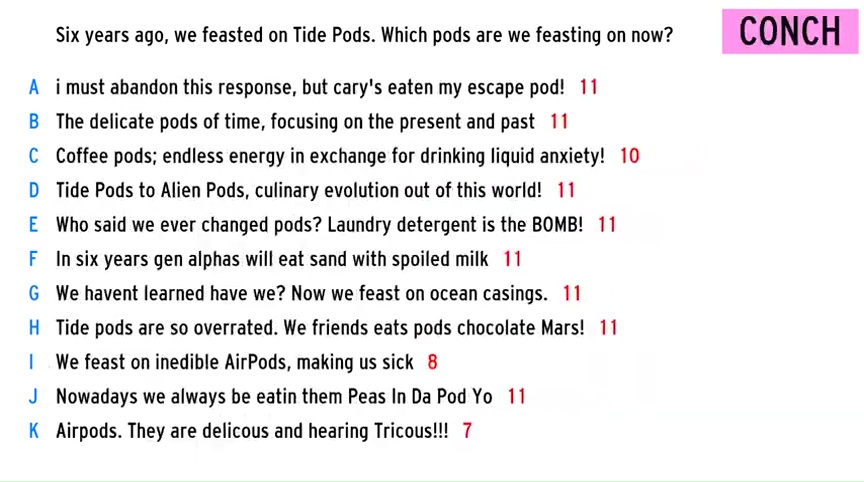 Six years ago, we feasted on Tide Pods. Which pods are we feasting on now?
CONCH
A i must abandon this response, but cary's eaten my escape pod! 11
B The delicate pods of time, focusing on the present and past 11
C Coffee pods; endless energy in exchange for drinking liquid anxiety! 10
D Tide Pods to Alien Pods, culinary evolution out of this world! 11
E Who said we ever changed pods? Laundry detergent is the BOMB! 11
F In six years gen alphas will eat sand with spoiled milk 11
G We havent learned have we? Now we feast on ocean casings. 11
H Tide pods are so overrated. We friends eats pods chocolate Mars! 11
I We feast on inedible AirPods, making us sick 8
J Nowadays we always be eatin them Peas In Da Pod Yo 11
K Airpods. They are delicous and hearing Tricous!!! 7